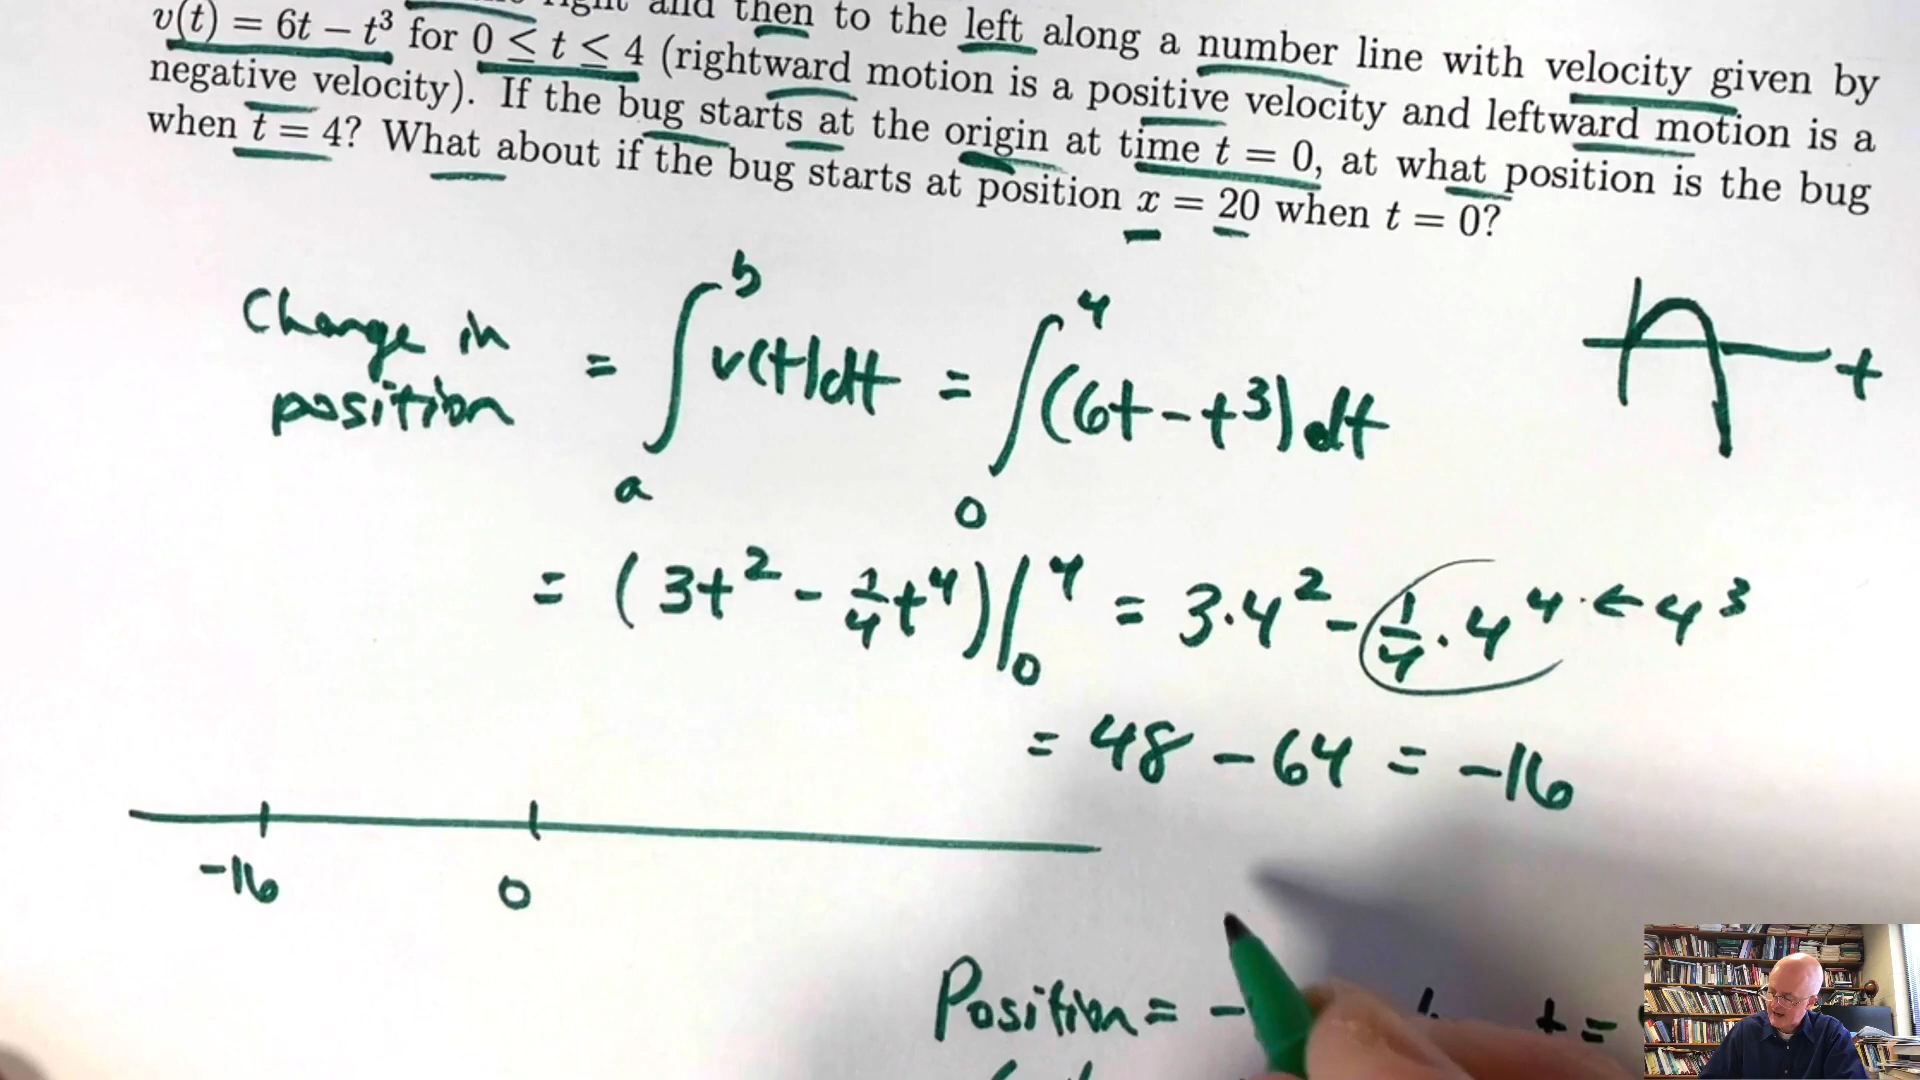 then to the left along a number line with velocity given by
v(t) = 6t − t³ for 0 ≤ t ≤ 4 (rightward motion is a positive velocity and leftward motion is a
negative velocity). If the bug starts at the origin at time t = 0, at what position is the bug
when t = 4? What about if the bug starts at position x = 20 when t = 0?
Change in position = ∫ₐᵇ v(t)dt = ∫₀⁴ (6t − t³)dt
t
= (3t² − ¼t⁴)|₀⁴ = 3·4² − ¼·4⁴ ← 4³
= 48 − 64 = −16
−16 0
Position = − t =